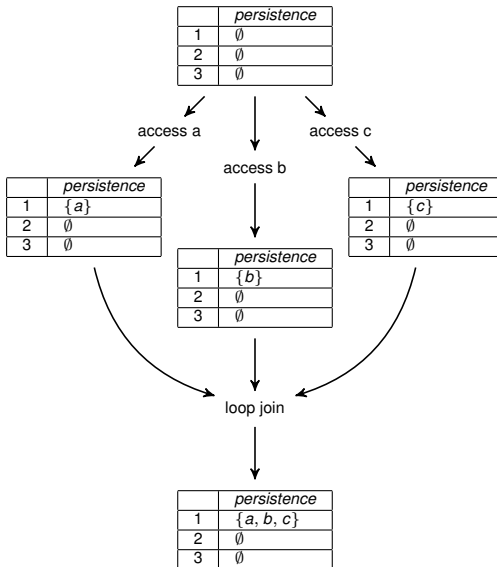 persistence
1 ∅
2 ∅
3 ∅
access a
access c
access b
persistence
1 {a}
2 ∅
3 ∅
persistence
1 {c}
2 ∅
3 ∅
persistence
1 {b}
2 ∅
3 ∅
loop join
persistence
1 {a, b, c}
2 ∅
3 ∅